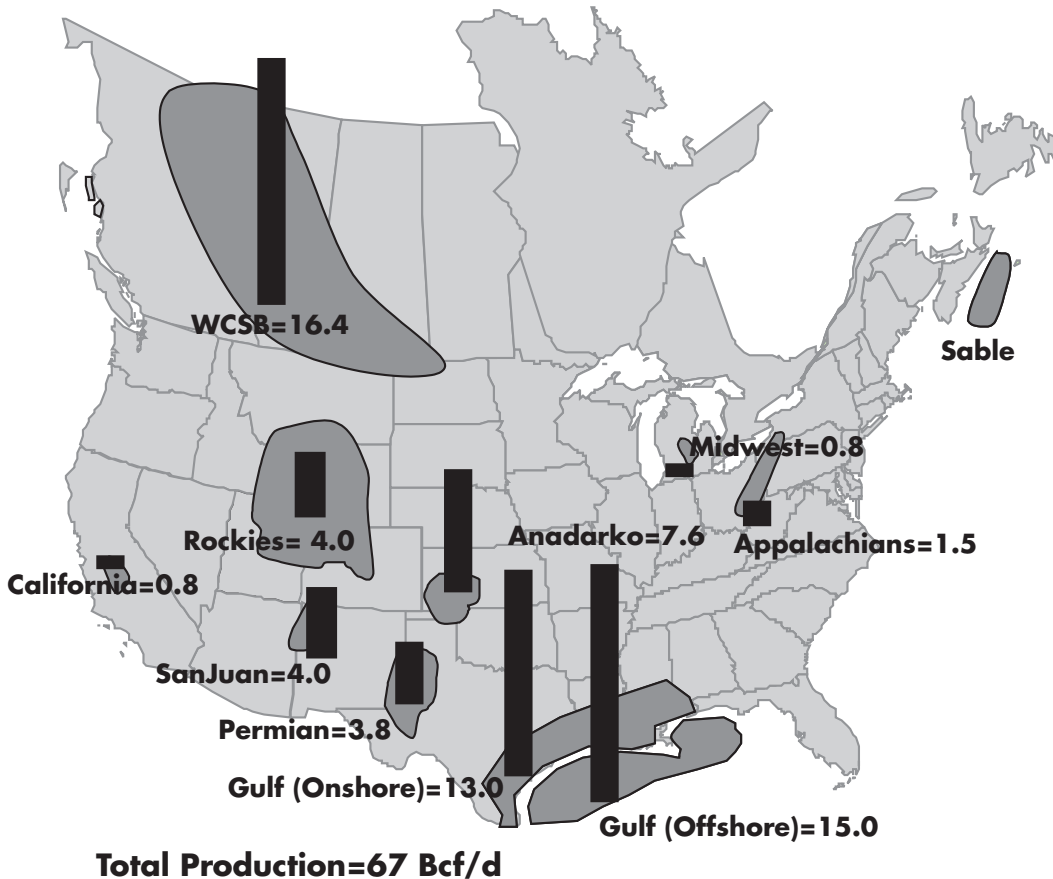 WCSB=16.4
Sable
Midwest=0.8
Rockies= 4.0
Anadarko=7.6
Appalachians=1.5
California=0.8
SanJuan=4.0
Permian=3.8
Gulf (Onshore)=13.0
Gulf (Offshore)=15.0
Total Production=67 Bcf/d